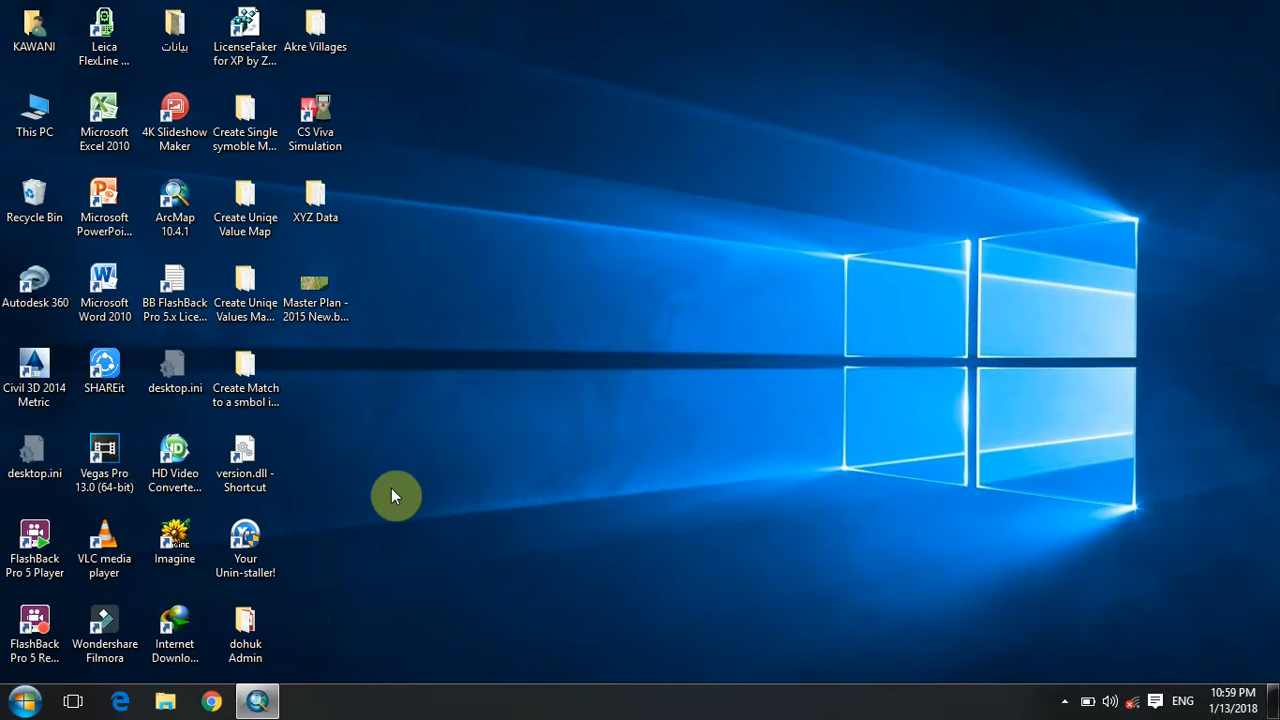 KAWANI
Leica
FlexLine ...
بيانات
LicenseFaker
for XP by Z...
Akre Villages
This PC
Microsoft
Excel 2010
4K Slideshow
Maker
Create Single
symoble M...
CS Viva
Simulation
Recycle Bin
Microsoft
PowerPoi...
ArcMap
10.4.1
Create Uniqe
Value Map
XYZ Data
Autodesk 360
Microsoft
Word 2010
BB FlashBack
Pro 5.x Lice...
Create Uniqe
Values Ma...
Master Plan -
2015 New.b...
Civil 3D 2014
Metric
SHAREit
desktop.ini
Create Match
to a smbol i...
desktop.ini
Vegas Pro
13.0 (64-bit)
HD Video
Converte...
version.dll -
Shortcut
FlashBack
Pro 5 Player
VLC media
player
Imagine
Your
Unin-staller!
FlashBack
Pro 5 Re...
Wondershare
Filmora
Internet
Downlo...
dohuk
Admin
ENG
10:59 PM
1/13/2018